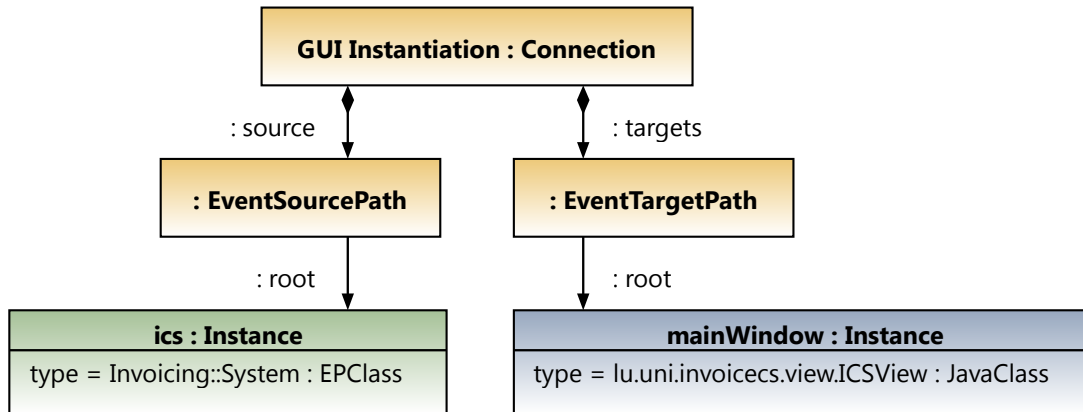 GUI Instantiation : Connection
: source
: targets
: EventSourcePath
: EventTargetPath
: root
: root
ics : Instance
type = Invoicing::System : EPClass
mainWindow : Instance
type = lu.uni.invoicecs.view.ICSView : JavaClass